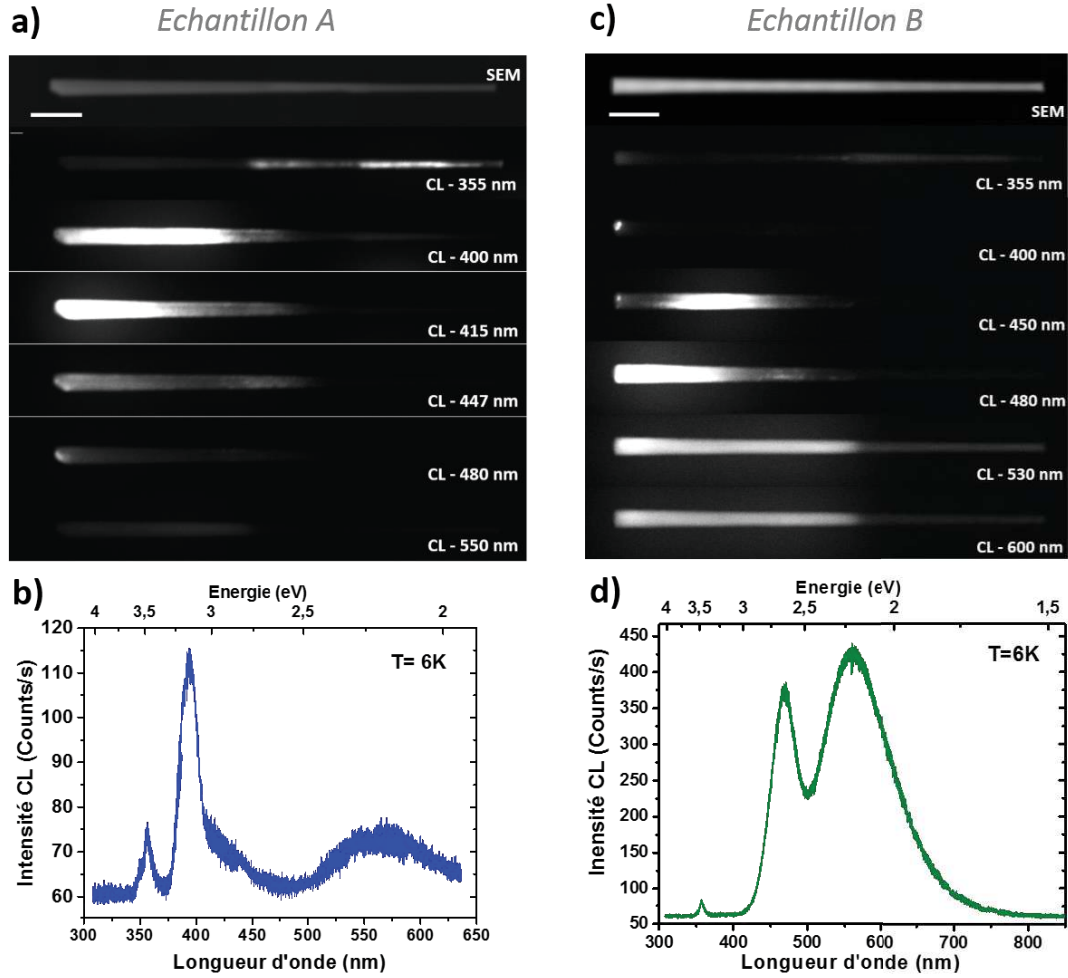 a)
Echantillon A
SEM
CL - 355 nm
CL - 400 nm
CL - 415 nm
CL - 447 nm
CL - 480 nm
CL - 550 nm
c)
Echantillon B
SEM
CL - 355 nm
CL - 400 nm
CL - 450 nm
CL - 480 nm
CL - 530 nm
CL - 600 nm
b)
Energie (eV)
4 3,5 3 2,5 2
T= 6K
Intensité CL (Counts/s)
120
110
100
90
80
70
60
300 350 400 450 500 550 600 650
Longueur d'onde (nm)
d)
Energie (eV)
4 3,5 3 2,5 2 1,5
T=6K
Inensité CL (Counts/s)
450
400
350
300
250
200
150
100
50
300 400 500 600 700 800
Longueur d'onde (nm)